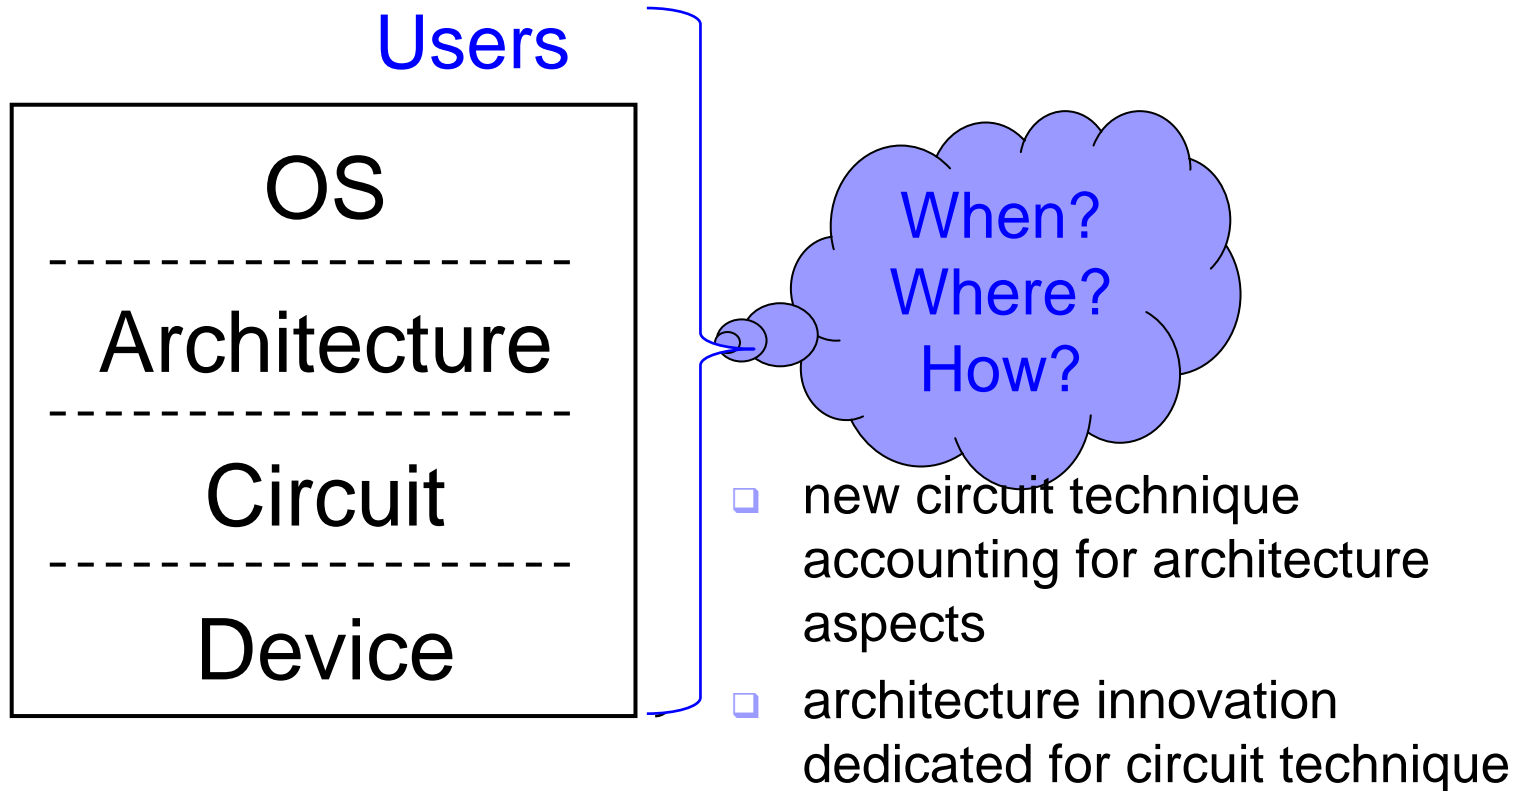 Users
OS
Architecture
Circuit
Device
When?
Where?
How?
new circuit technique
accounting for architecture
aspects
architecture innovation
dedicated for circuit technique